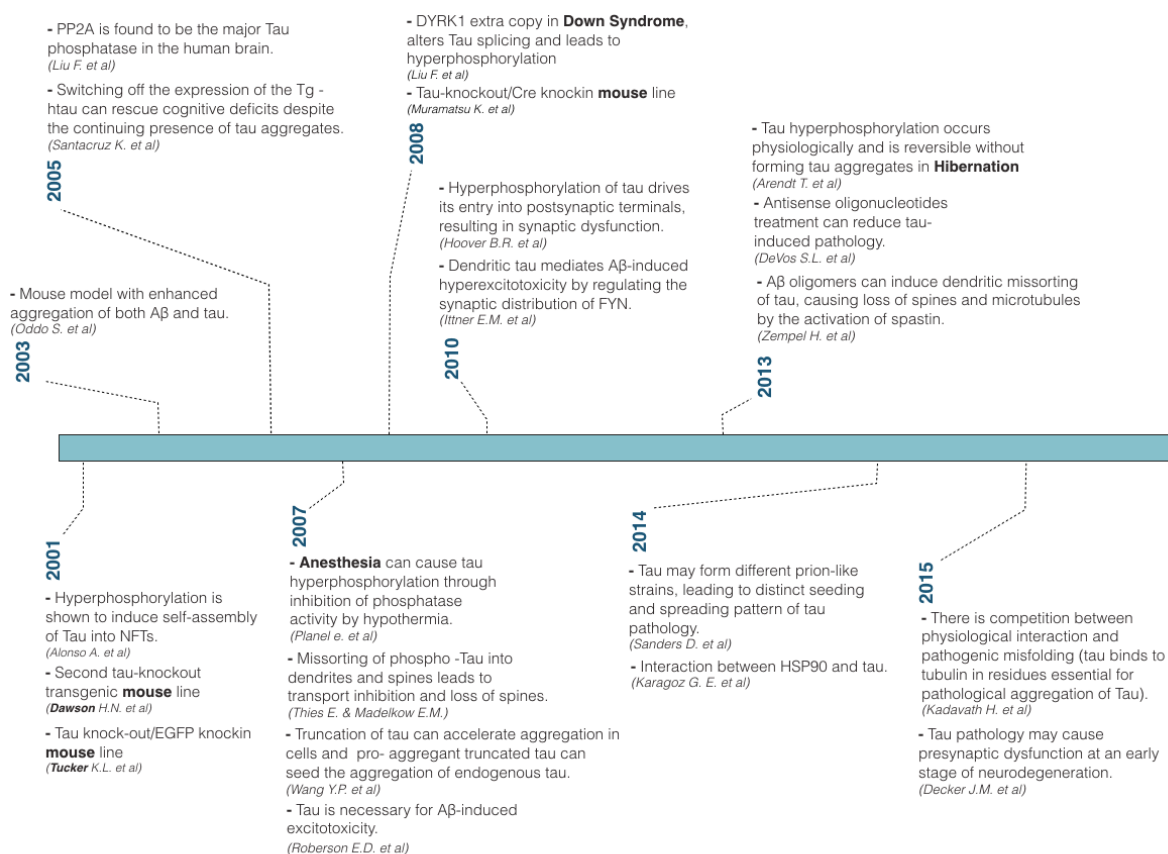 - PP2A is found to be the major Tau
phosphatase in the human brain.
(Liu F. et al)
- Switching off the expression of the Tg -
htau can rescue cognitive deficits despite
the continuing presence of tau aggregates.
(Santacruz K. et al)
2005
- DYRK1 extra copy in Down Syndrome,
alters Tau splicing and leads to
hyperphosphorylation
(Liu F. et al)
- Tau-knockout/Cre knockin mouse line
(Muramatsu K. et al)
2008
- Tau hyperphosphorylation occurs
physiologically and is reversible without
forming tau aggregates in Hibernation
(Arendt T. et al)
- Antisense oligonucleotides
treatment can reduce tau-
induced pathology.
(DeVos S.L. et al)
- Aβ oligomers can induce dendritic missorting
of tau, causing loss of spines and microtubules
by the activation of spastin.
(Zempel H. et al)
2013
- Hyperphosphorylation of tau drives
its entry into postsynaptic terminals,
resulting in synaptic dysfunction.
(Hoover B.R. et al)
- Dendritic tau mediates Aβ-induced
hyperexcitotoxicity by regulating the
synaptic distribution of FYN.
(Ittner E.M. et al)
2010
- Mouse model with enhanced
aggregation of both Aβ and tau.
(Oddo S. et al)
2003
2001
- Hyperphosphorylation is
shown to induce self-assembly
of Tau into NFTs.
(Alonso A. et al)
- Second tau-knockout
transgenic mouse line
(Dawson H.N. et al)
- Tau knock-out/EGFP knockin
mouse line
(Tucker K.L. et al)
2007
- Anesthesia can cause tau
hyperphosphorylation through
inhibition of phosphatase
activity by hypothermia.
(Planel e. et al)
- Missorting of phospho -Tau into
dendrites and spines leads to
transport inhibition and loss of spines.
(Thies E. & Madelkow E.M.)
- Truncation of tau can accelerate aggregation in
cells and pro- aggregant truncated tau can
seed the aggregation of endogenous tau.
(Wang Y.P. et al)
- Tau is necessary for Aβ-induced
excitotoxicity.
(Roberson E.D. et al)
2014
- Tau may form different prion-like
strains, leading to distinct seeding
and spreading pattern of tau
pathology.
(Sanders D. et al)
- Interaction between HSP90 and tau.
(Karagoz G. E. et al)
2015
- There is competition between
physiological interaction and
pathogenic misfolding (tau binds to
tubulin in residues essential for
pathological aggregation of Tau).
(Kadavath H. et al)
- Tau pathology may cause
presynaptic dysfunction at an early
stage of neurodegeneration.
(Decker J.M. et al)